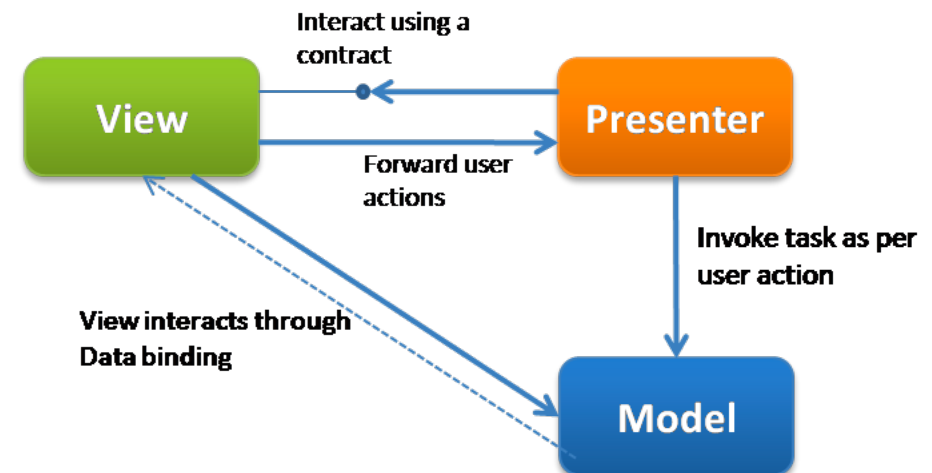 Interact using a
contract
View
Presenter
Forward user
actions
Invoke task as per
user action
View interacts through
Data binding
Model